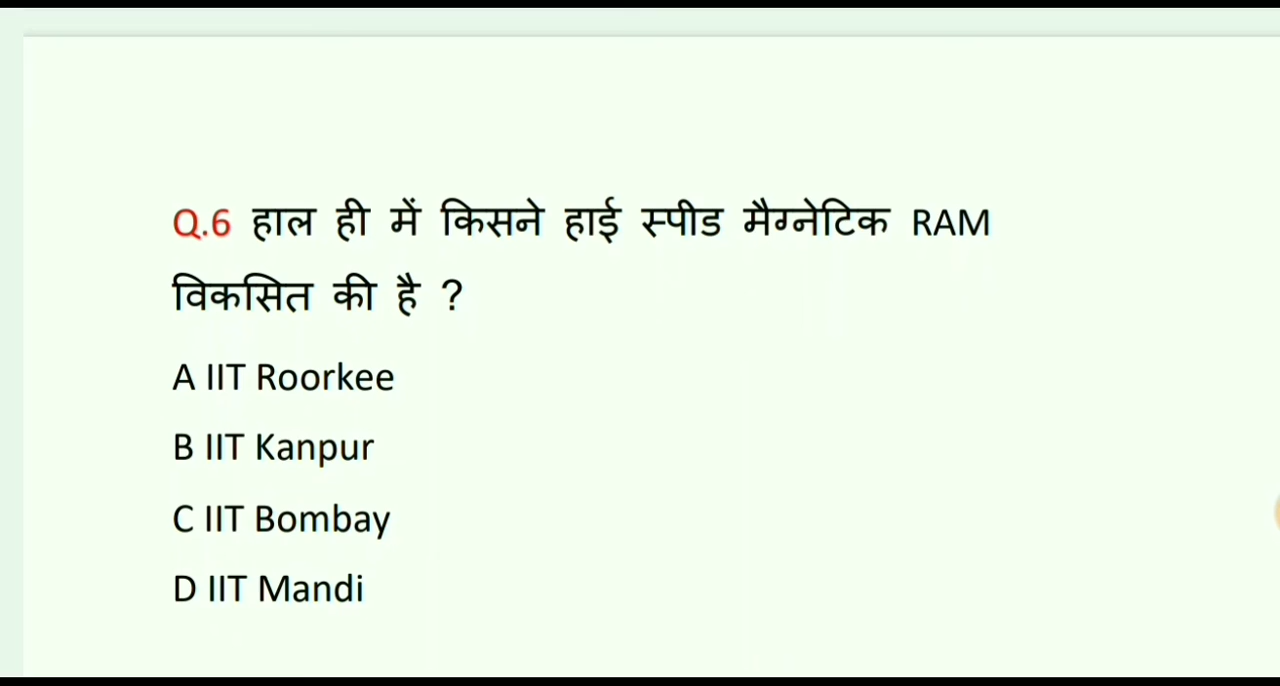 Q.6 हाल ही में किसने हाई स्पीड मैग्नेटिक RAM
विकसित की है ?
A IIT Roorkee
B IIT Kanpur
C IIT Bombay
D IIT Mandi